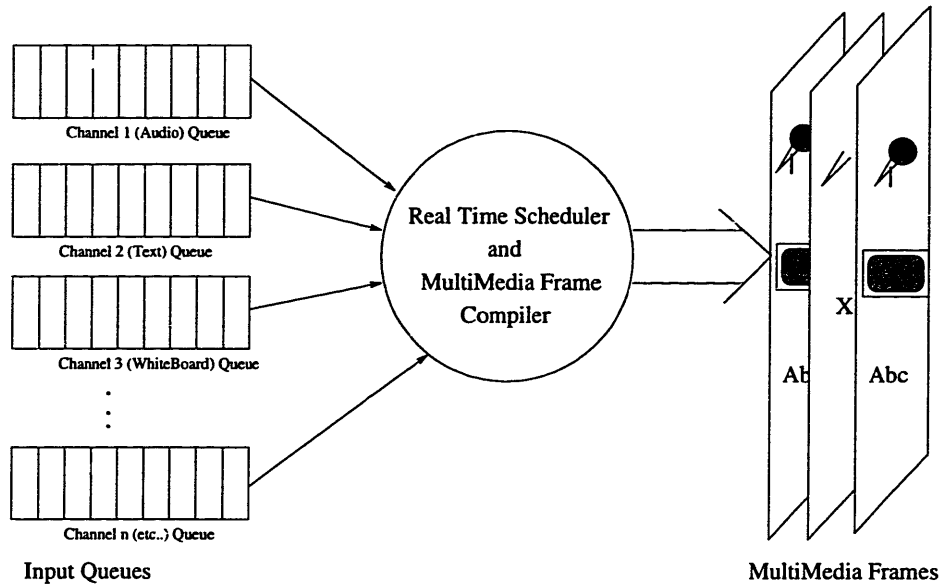 Channel 1 (Audio) Queue
Channel 2 (Text) Queue
Channel 3 (WhiteBoard) Queue
Channel n (etc..) Queue
Input Queues
Real Time Scheduler
and
MultiMedia Frame
Compiler
Ab
X
Abc
MultiMedia Frames